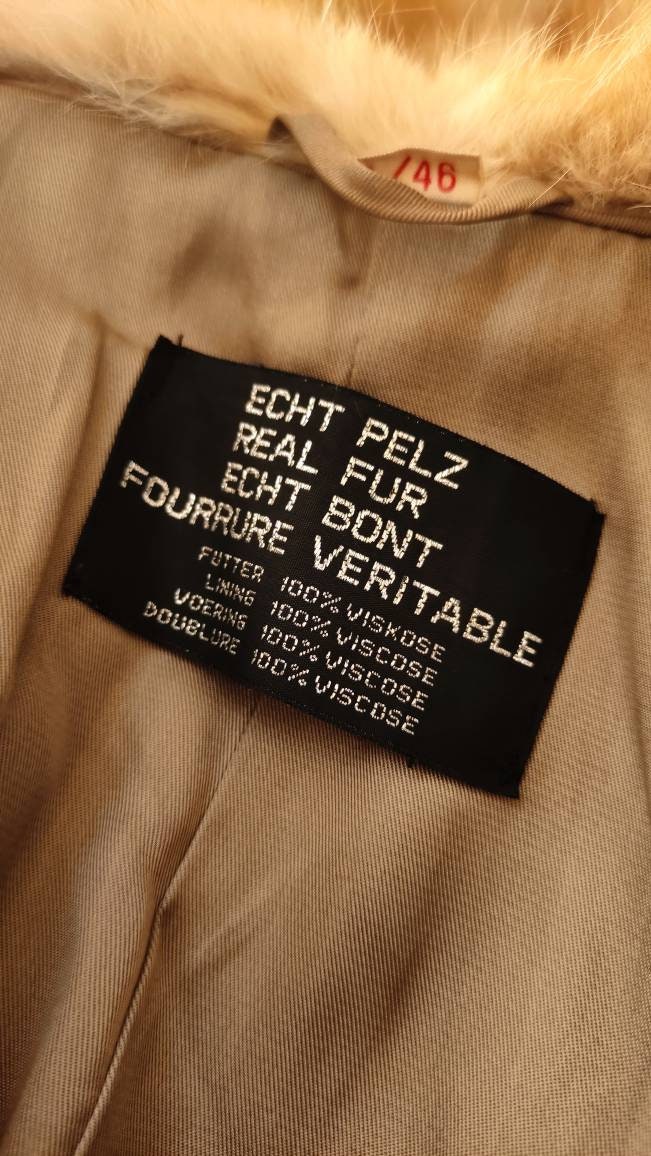 /46
ECHT PELZ
REAL FUR
ECHT BONT
FOURRURE VERITABLE
FUTTER 100% VISKOSE
LINING 100% VISCOSE
VOERING 100% VISCOSE
DOUBLURE 100% VISCOSE